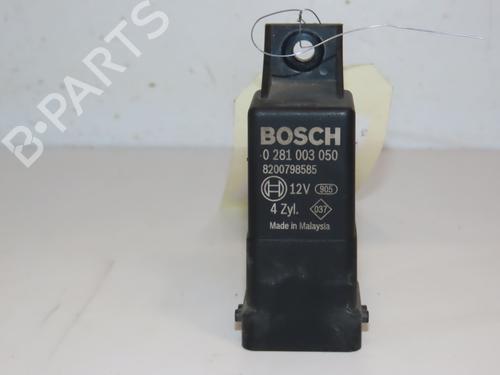 B-PARTS
BOSCH
0 281 003 050
8200798585
12V 905
4 Zyl. 037
Made in Malaysia